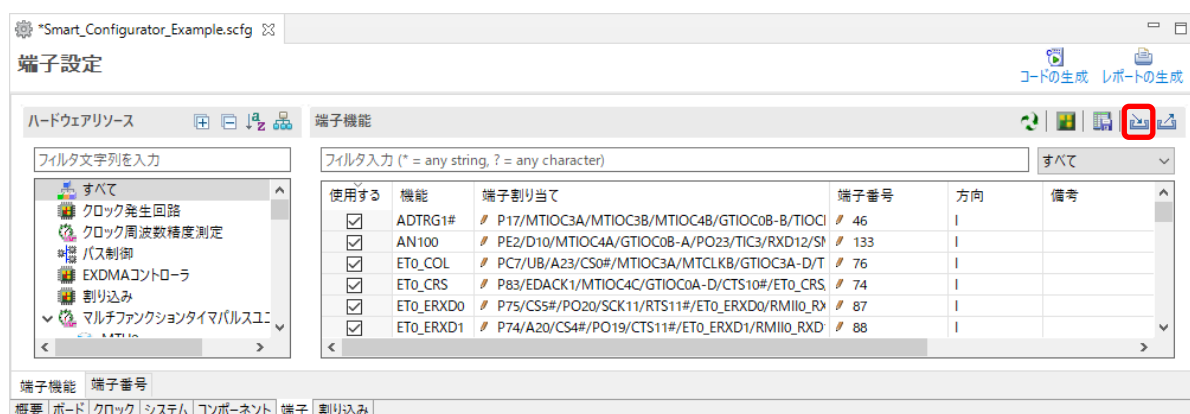 *Smart_Configurator_Example.scfg
端子設定
コードの生成 レポートの生成
ハードウェアリソース
端子機能
フィルタ文字列を入力
フィルタ入力 (* = any string, ? = any character)
すべて
すべて
クロック発生回路
クロック周波数精度測定
バス制御
EXDMAコントローラ
割り込み
マルチファンクションタイマパルスユニ
使用する 機能 端子割り当て 端子番号 方向 備考
ADTRG1# P17/MTIOC3A/MTIOC3B/MTIOC4B/GTIOC0B-B/TIOC 46 I
AN100 PE2/D10/MTIOC4A/GTIOC0B-A/PO23/TIC3/RXD12/S 133 I
ET0_COL PC7/UB/A23/CS0#/MTIOC3A/MTCLKB/GTIOC3A-D/T 76 I
ET0_CRS P83/EDACK1/MTIOC4C/GTIOC0A-D/CTS10#/ET0_CRS 74 I
ET0_ERXD0 P75/CS5#/PO20/SCK11/RTS11#/ET0_ERXD0/RMII0_RX 87 I
ET0_ERXD1 P74/A20/CS4#/PO19/CTS11#/ET0_ERXD1/RMII0_RXD 88 I
端子機能 端子番号
概要 ボード クロック システム コンポーネント 端子 割り込み